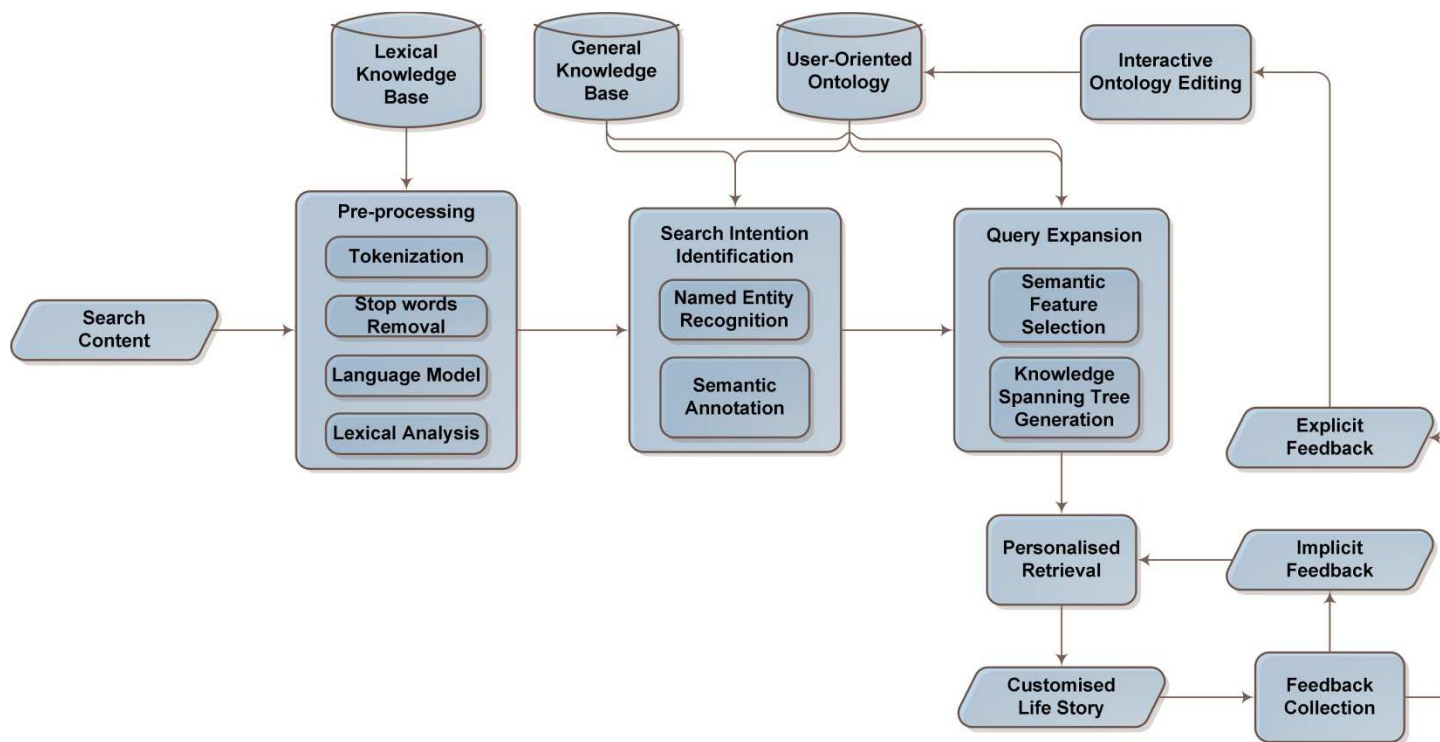 Lexical
Knowledge
Base
General
Knowledge
Base
User-Oriented
Ontology
Interactive
Ontology Editing
Pre-processing
Tokenization
Stop words
Removal
Language Model
Lexical Analysis
Search Intention
Identification
Named Entity
Recognition
Semantic
Annotation
Query Expansion
Semantic
Feature
Selection
Knowledge
Spanning Tree
Generation
Search
Content
Explicit
Feedback
Personalised
Retrieval
Implicit
Feedback
Customised
Life Story
Feedback
Collection